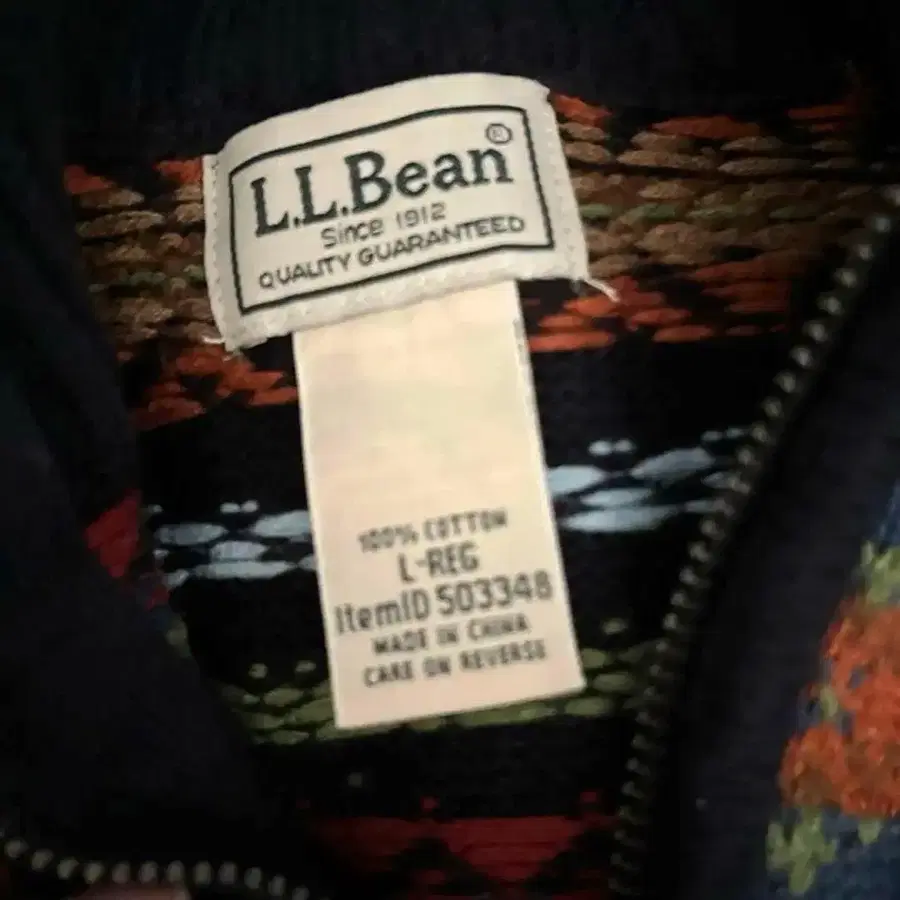 L.L.Bean®
Since 1912
QUALITY GUARANTEED
100% COTTON
L-REG
ItemID 503348
MADE IN CHINA
CARE ON REVERSE